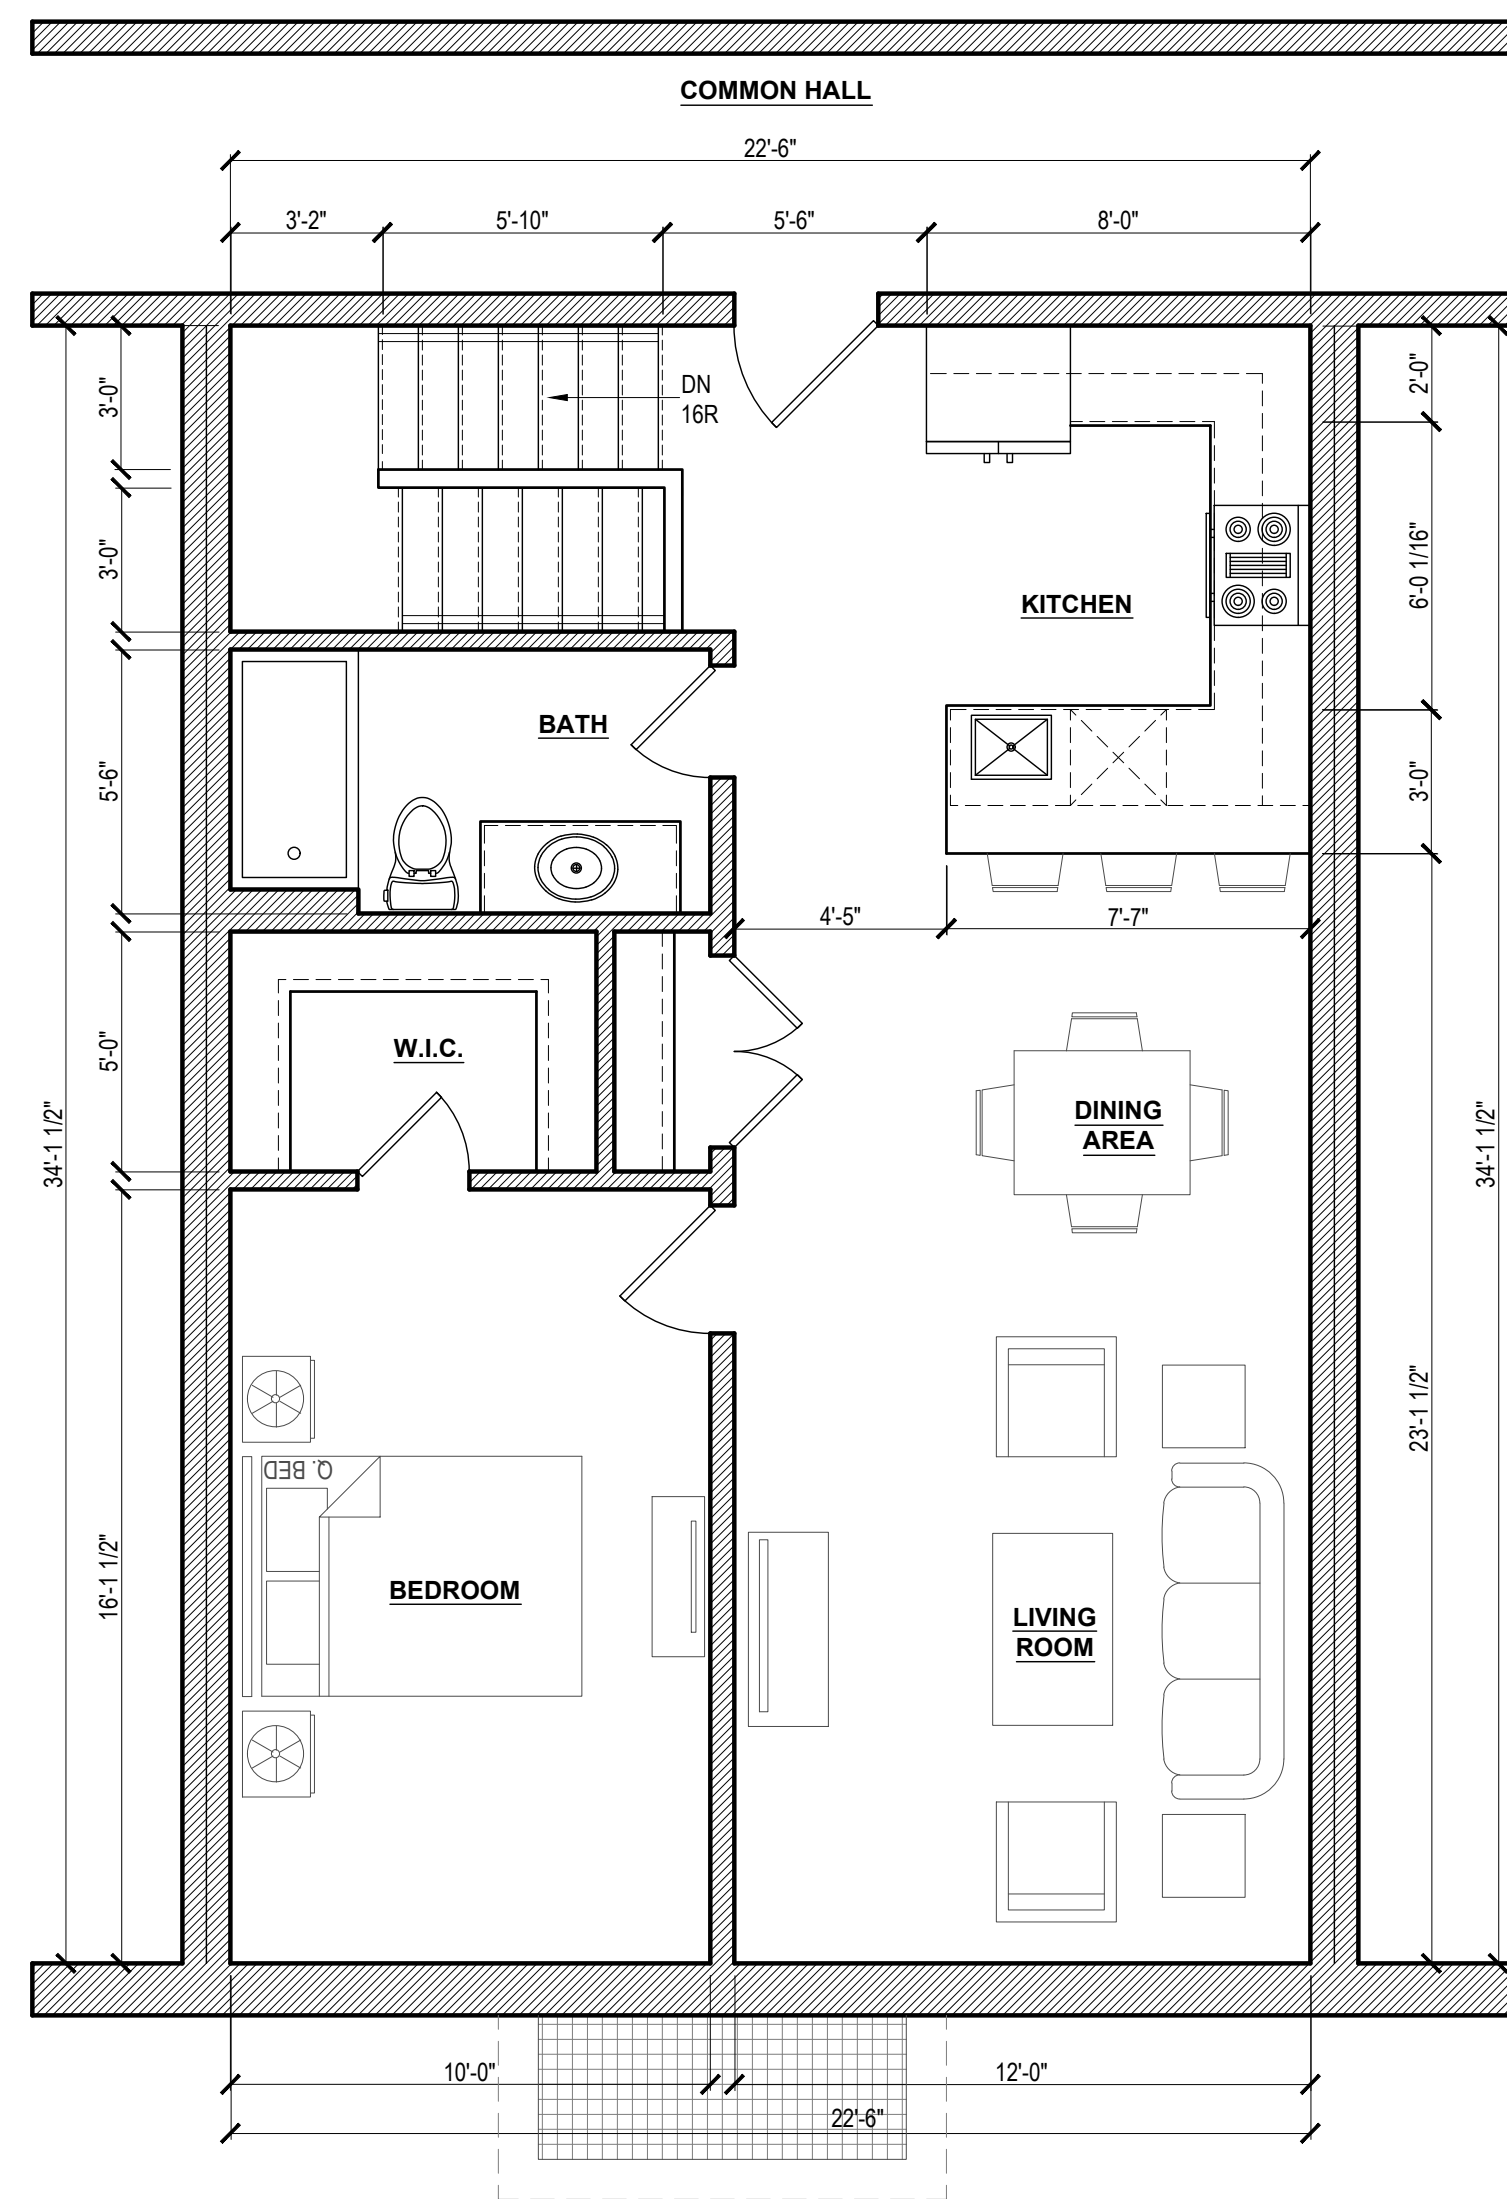 COMMON HALL
22'-6"
3'-2"
5'-10"
5'-6"
8'-0"
DN
16R
3'-0"
2'-0"
3'-0"
6'-0 1/16"
KITCHEN
BATH
5'-6"
3'-0"
4'-5"
7'-7"
W.I.C.
5'-0"
DINING
AREA
34'-1 1/2"
34'-1 1/2"
23'-1 1/2"
Q. BED
BEDROOM
16'-1 1/2"
LIVING
ROOM
10'-0"
12'-0"
22'-6"